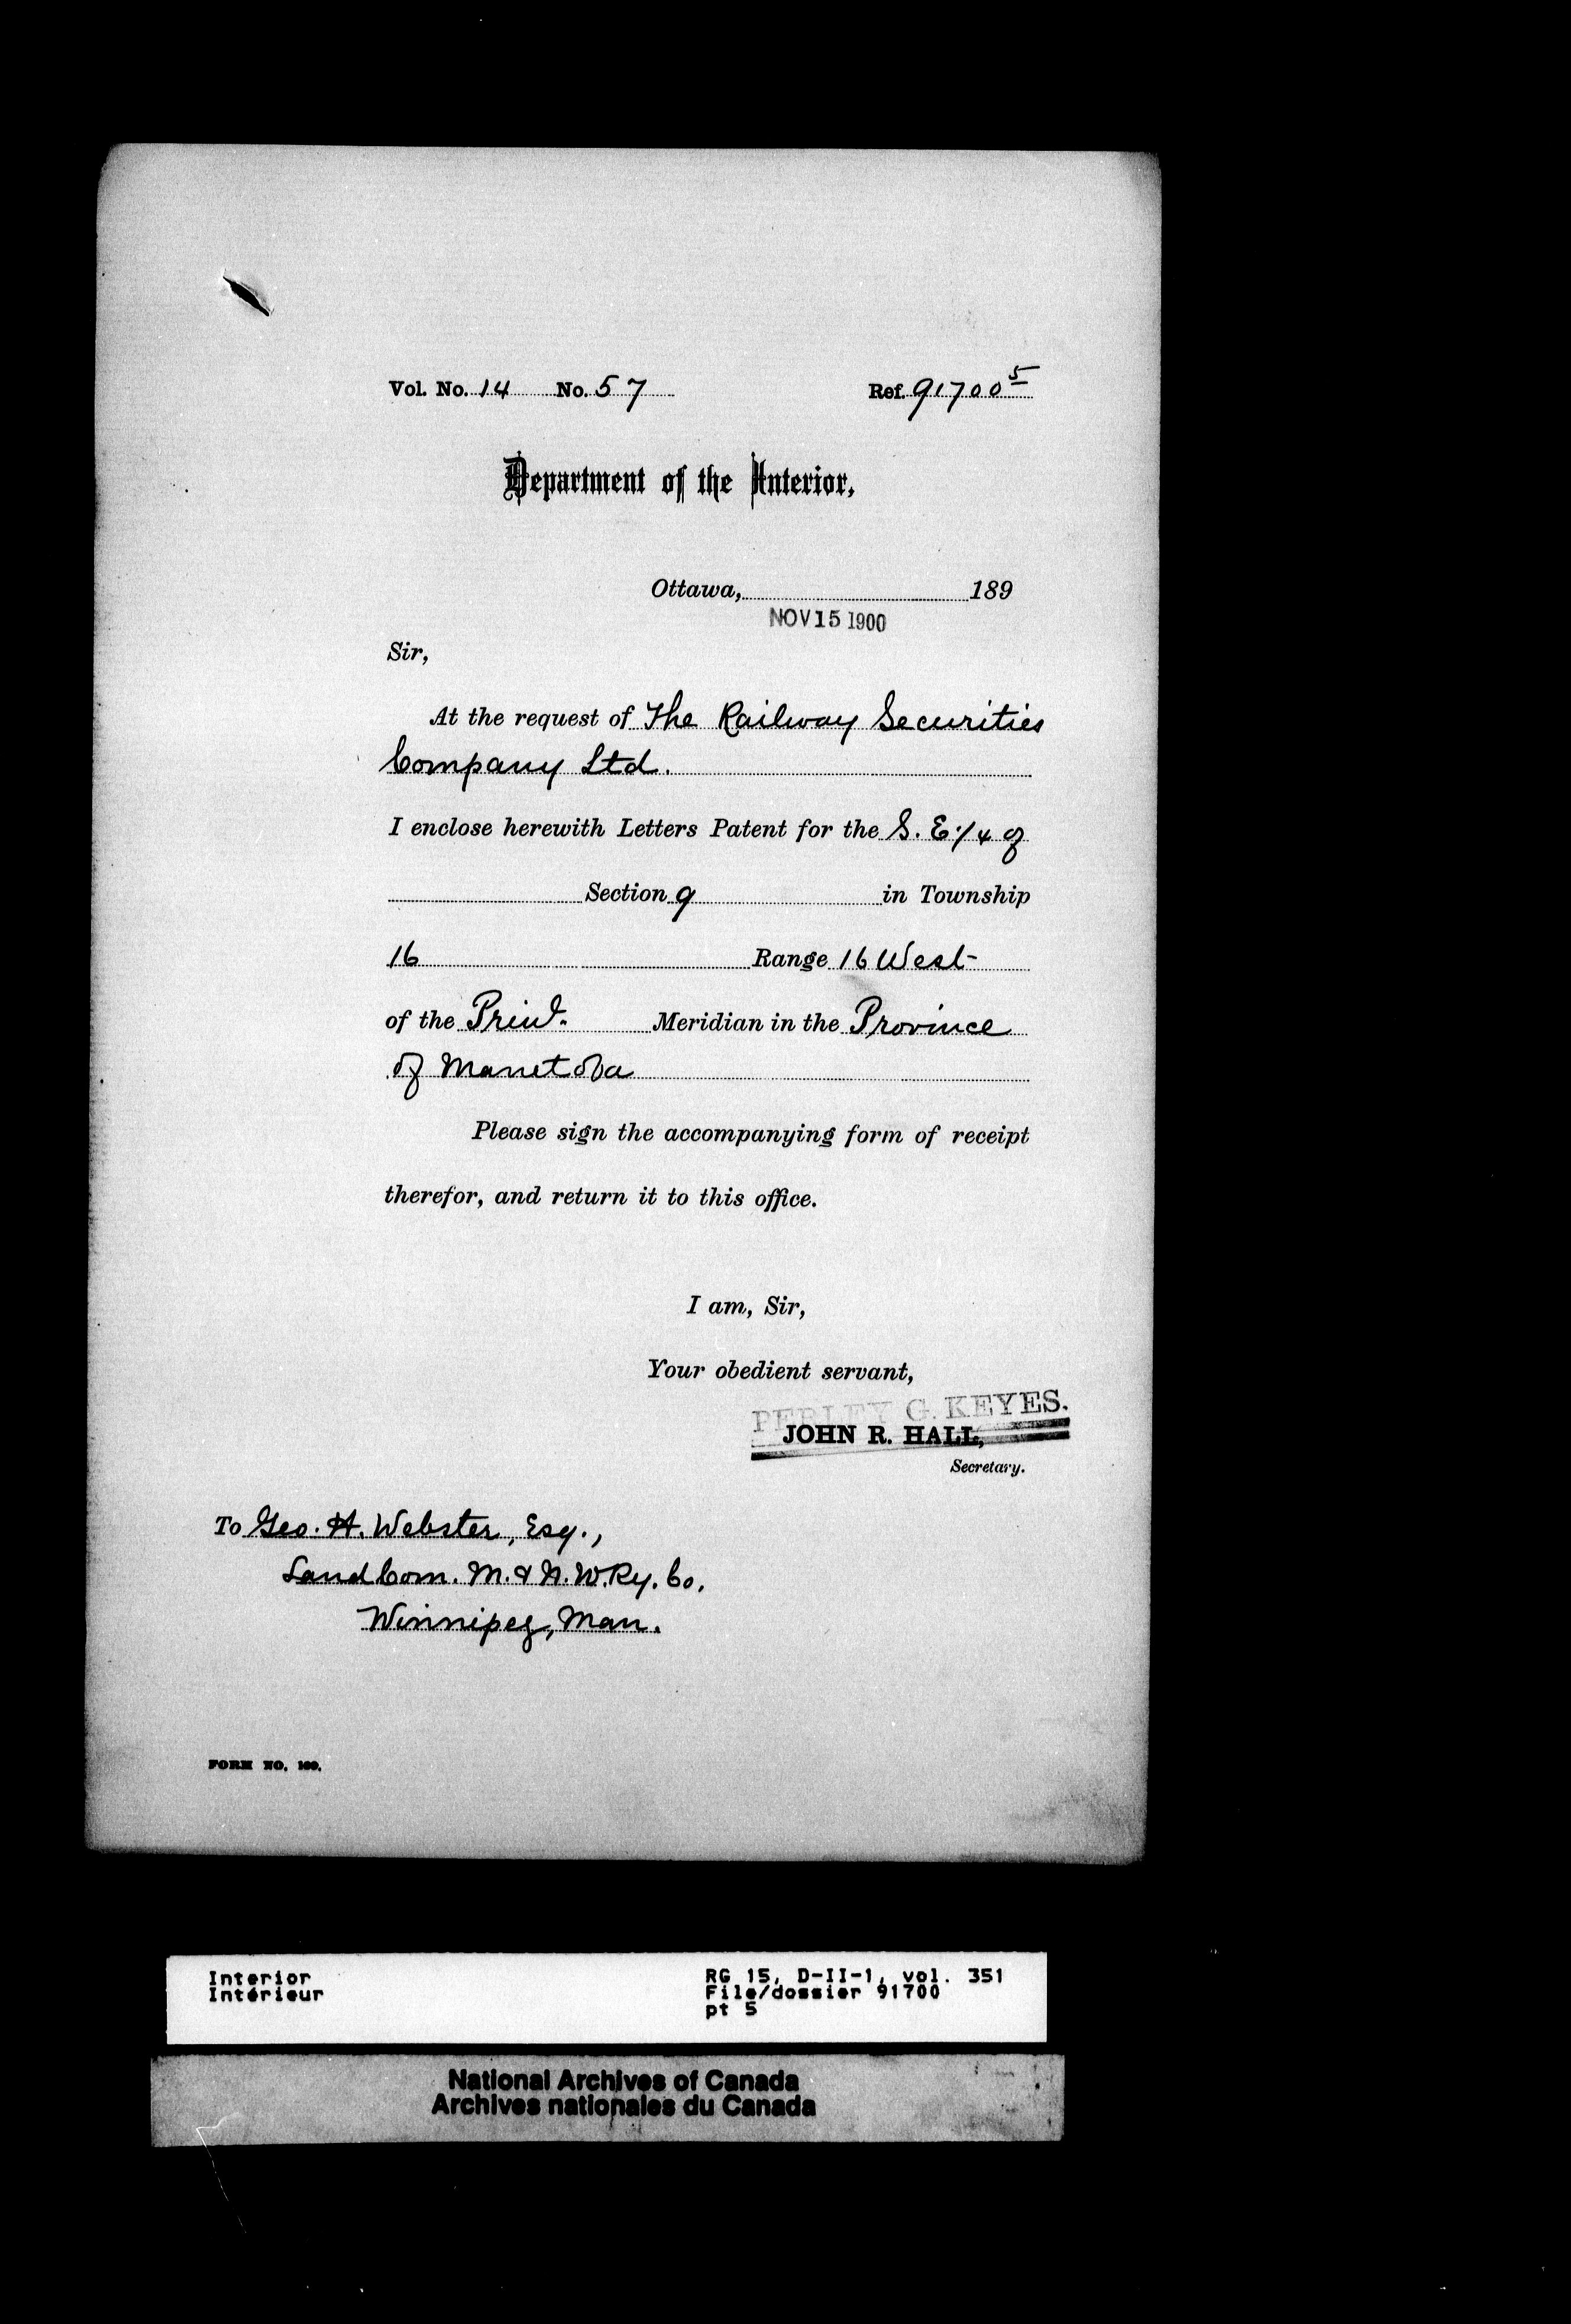 Vol. No. 14 No. 57 Ref. 91700 5
Department of the Interior,
Ottawa, 189
NOV 15 1900
Sir,
At the request of The Railway Securities
Company Ltd.
I enclose herewith Letters Patent for the S. E. 1/4 of
Section 9 in Township
16 Range 16 West
of the Prin'l. Meridian in the Province
of Manetoba
Please sign the accompanying form of receipt
therefor, and return it to this office.
I am, Sir,
Your obedient servant,
PERLEY G. KEYES.
JOHN R. HALL,
Secretary.
To Geo. H. Webster, Esq.,
Land Com. M. & N. W. Ry. Co.
Winnipeg, Man.
FORM NO. 109.
Interior RG 15, D-II-1, vol. 351
Intérieur File/dossier 91700
pt 5
National Archives of Canada
Archives nationales du Canada